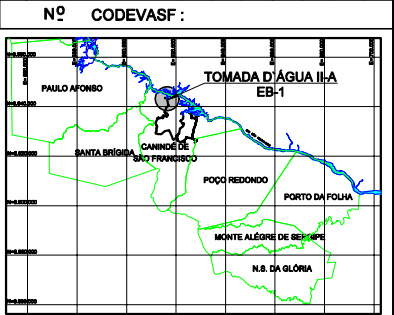 Nº CODEVASF :
TOMADA D'ÁGUA II-A
EB-1
PAULO AFONSO
SANTA BRÍGIDA
CANINDÉ DE
SÃO FRANCISCO
POÇO REDONDO
PORTO DA FOLHA
MONTE ALÉGRE DE SERGIPE
N.S. DA GLÓRIA